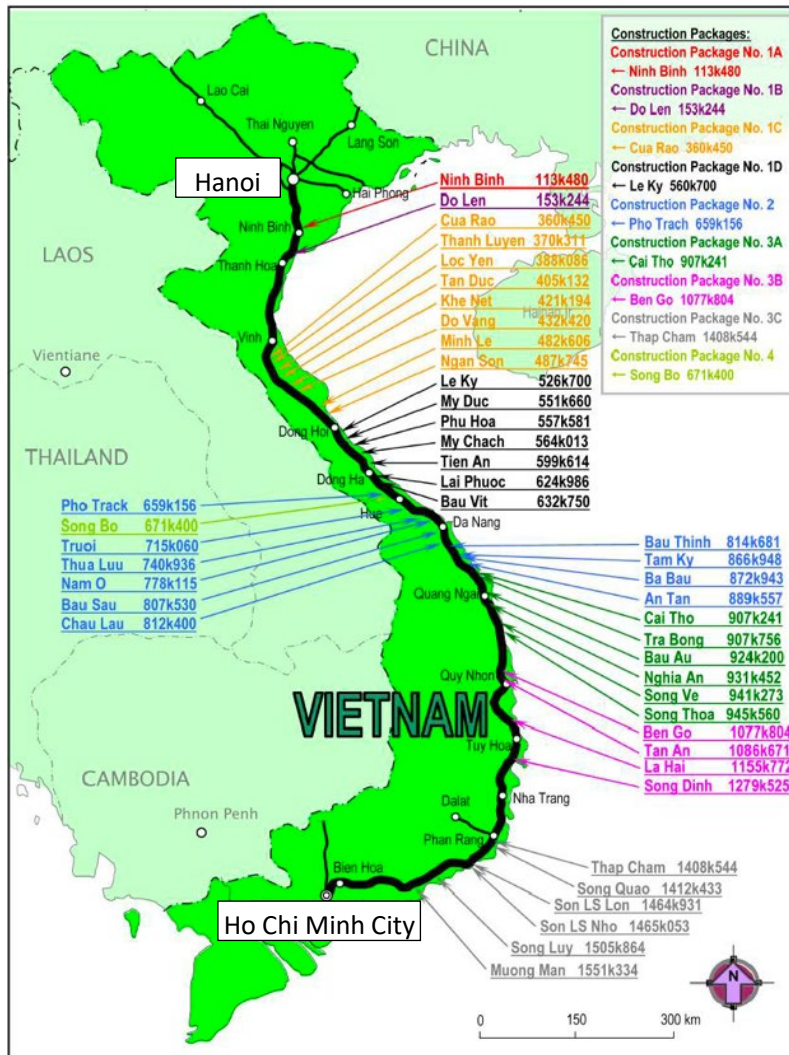 CHINA
Lao Cai
Thai Nguyen
Lang Son
Hanoi
Hai Phong
Ninh Binh
LAOS
Thanh Hoa
Vinh
Vientiane
Dong Hoi
THAILAND
Dong Ha
Hue
Da Nang
Quang Ngai
Quy Nhon
VIETNAM
Tuy Hoa
CAMBODIA
Phnon Penh
Dalat
Nha Trang
Phan Rang
Bien Hoa
Ho Chi Minh City
Ninh Binh 113k480
Do Len 153k244
Cua Rao 360k450
Thanh Luyen 370k311
Loc Yen 388k086
Tan Duc 405k132
Khe Net 421k194
Do Vang 432k420
Minh Le 482k606
Ngan Son 487k745
Le Ky 526k700
My Duc 551k660
Phu Hoa 557k581
My Chach 564k013
Tien An 599k614
Lai Phuoc 624k986
Bau Vit 632k750
Pho Track 659k156
Song Bo 671k400
Truoi 715k060
Thua Luu 740k936
Nam O 778k115
Bau Sau 807k530
Chau Lau 812k400
Bau Thinh 814k681
Tam Ky 866k948
Ba Bau 872k943
An Tan 889k557
Cai Tho 907k241
Tra Bong 907k756
Bau Au 924k200
Nghia An 931k452
Song Ve 941k273
Song Thoa 945k560
Ben Go 1077k804
Tan An 1086k671
La Hai 1155k772
Song Dinh 1279k525
Thap Cham 1408k544
Song Quao 1412k433
Son LS Lon 1464k931
Son LS Nho 1465k053
Song Luy 1505k864
Muong Man 1551k334
Construction Packages:
Construction Package No. 1A
← Ninh Binh 113k480
Construction Package No. 1B
← Do Len 153k244
Construction Package No. 1C
← Cua Rao 360k450
Construction Package No. 1D
← Le Ky 560k700
Construction Package No. 2
← Pho Trach 659k156
Construction Package No. 3A
← Cai Tho 907k241
Construction Package No. 3B
← Ben Go 1077k804
Construction Package No. 3C
← Thap Cham 1408k544
Construction Package No. 4
← Song Bo 671k400
N
0 150 300 km